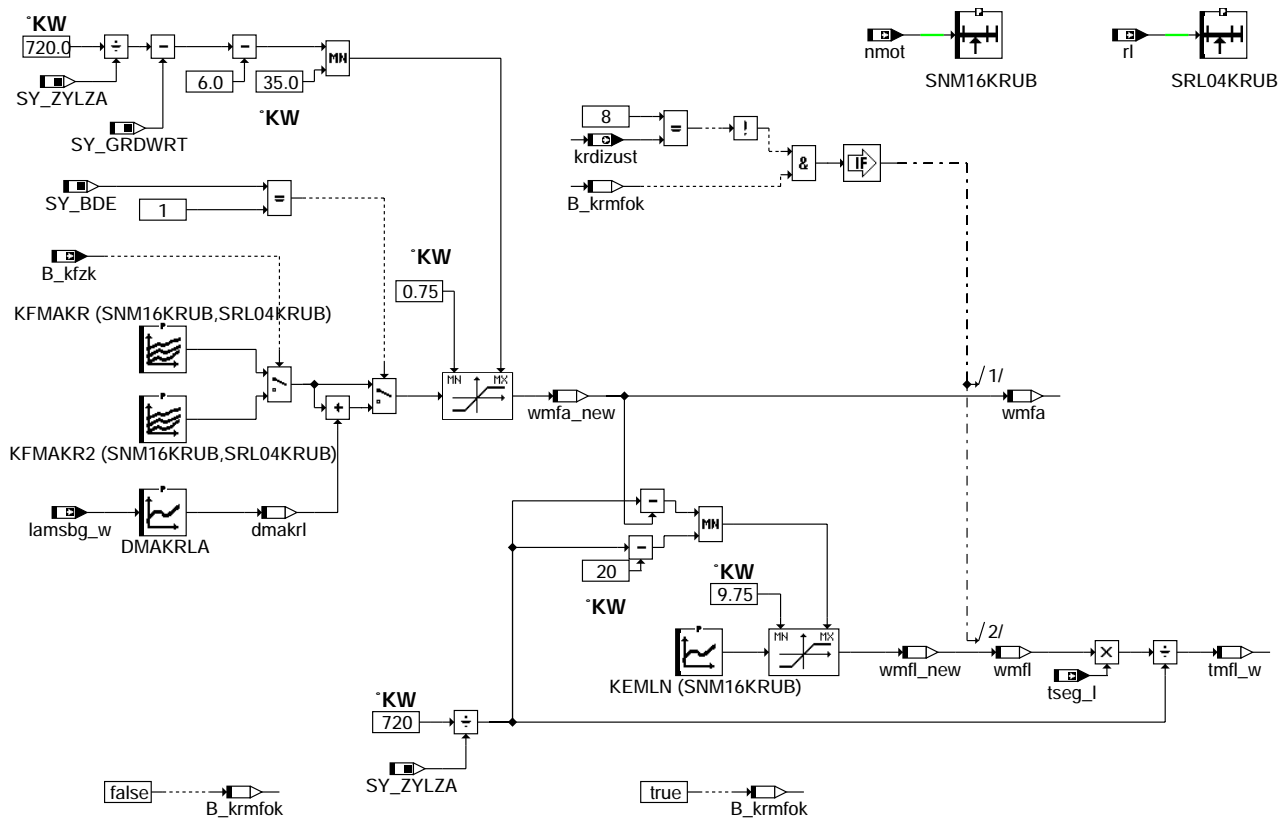 °KW
720.0
÷
−
−
MN
6.0
35.0
°KW
SY_ZYLZA
SY_GRDWRT
nmot
P
SNM16KRUB
rl
P
SRL04KRUB
8
=
!
krdizust
&
IF
B_krmfok
SY_BDE
1
=
B_kfzk
°KW
0.75
KFMAKR (SNM16KRUB,SRL04KRUB)
P
P
KFMAKR2 (SNM16KRUB,SRL04KRUB)
+
MN MX
wmfa_new
/1/
wmfa
lamsbg_w
P
DMAKRLA
dmakrl
−
MN
−
20
°KW
°KW
9.75
P
MN MX
KEMLN (SNM16KRUB)
wmfl_new
/2/
wmfl
×
÷
tseg_l
tmfl_w
°KW
720
÷
SY_ZYLZA
false
B_krmfok
true
B_krmfok